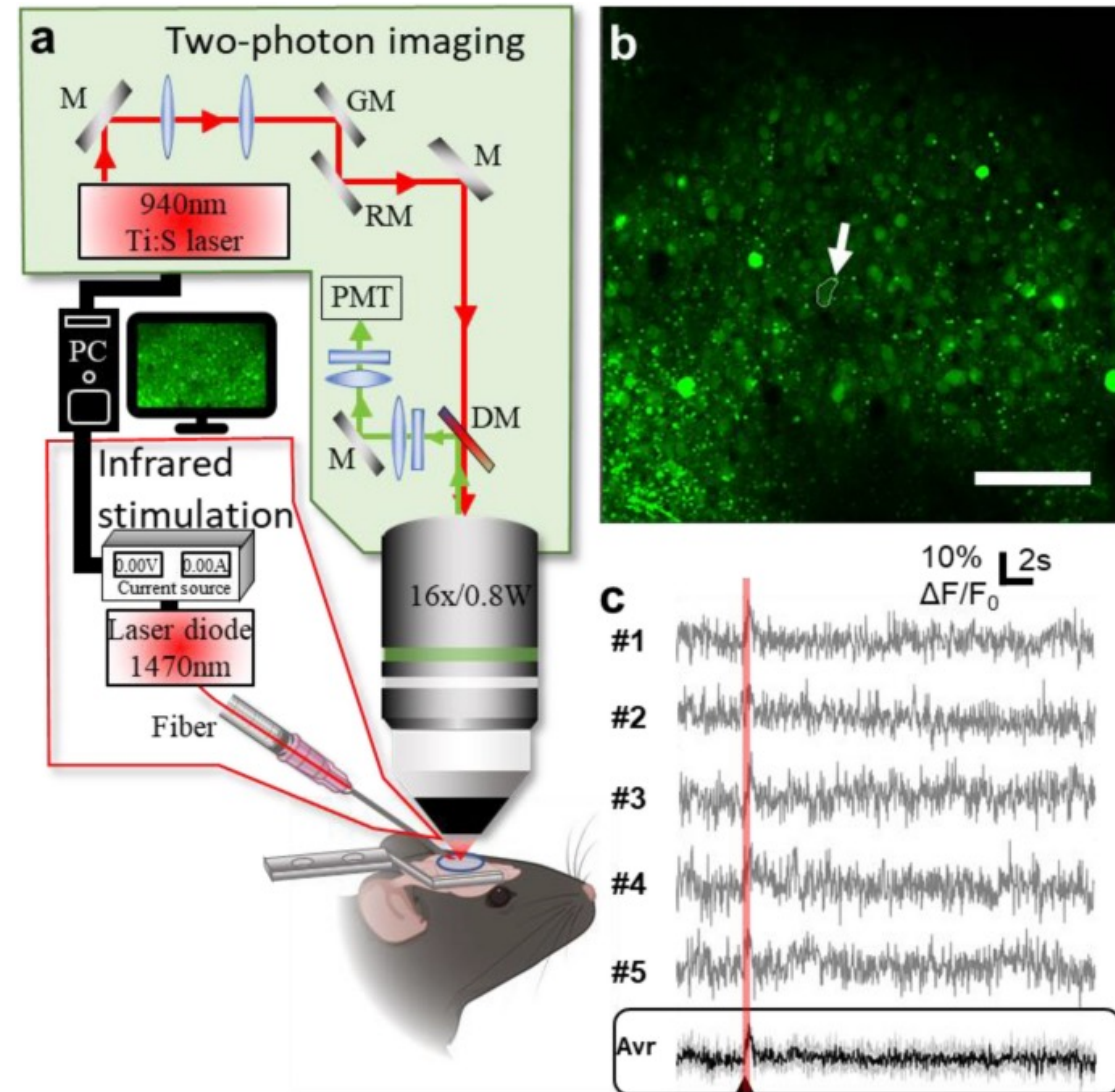 a
Two-photon imaging
M
GM
M
940nm
Ti:S laser
RM
PMT
PC
DM
M
Infrared
stimulation
0.00V
0.00A
Current source
16x/0.8W
Laser diode
1470nm
Fiber
b
10%
2s
ΔF/F₀
c
#1
#2
#3
#4
#5
Avr